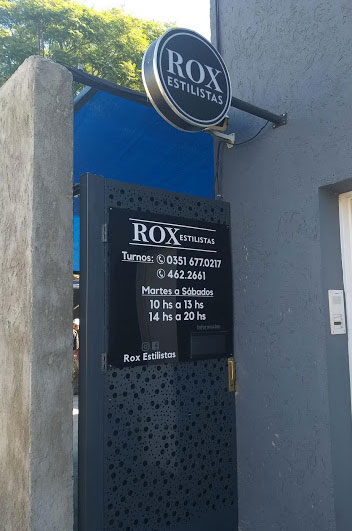 ROX
ESTILISTAS
ROX ESTILISTAS
Turnos: 0351 677.0217
462.2661
Martes a Sábados
10 hs a 13 hs
14 hs a 20 hs
Rox Estilistas